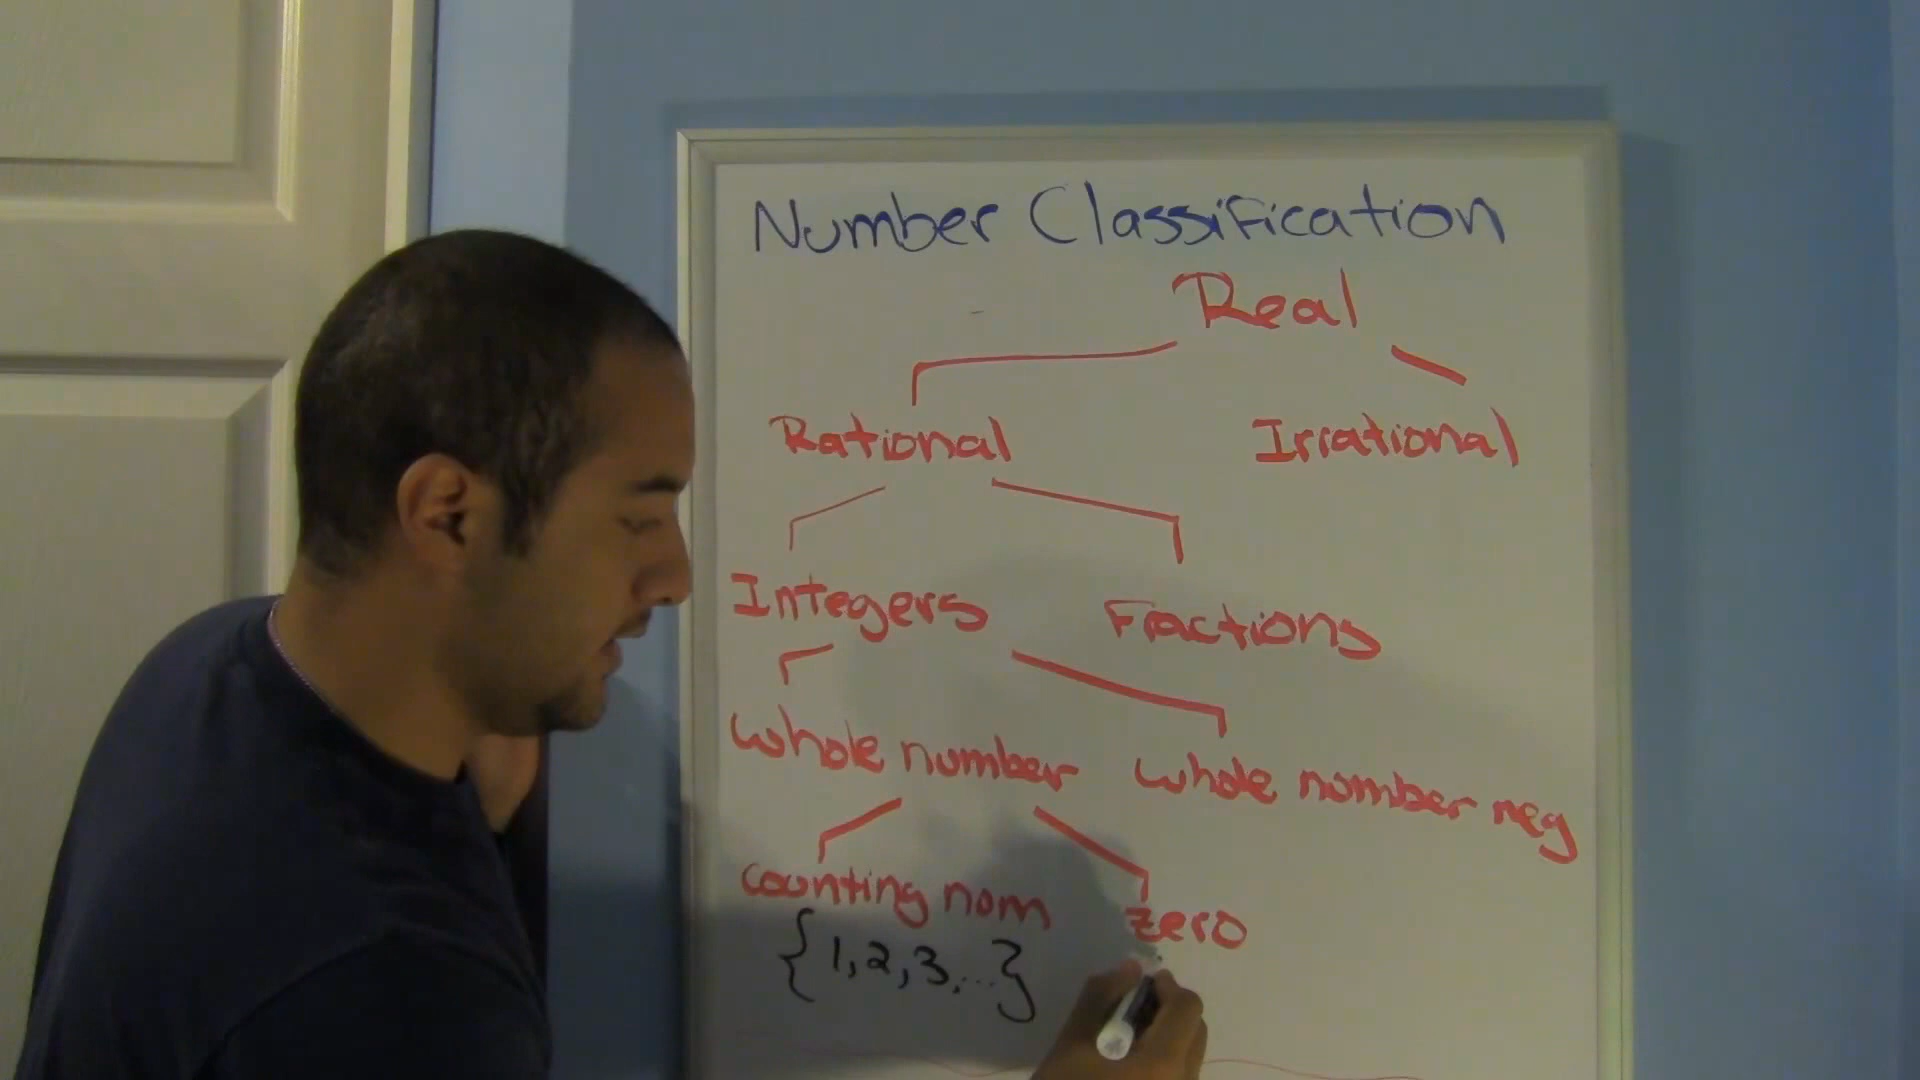 Number Classification
Real
Rational Irrational
Integers Fractions
whole number whole number neg
counting num zero
{1,2,3,...}